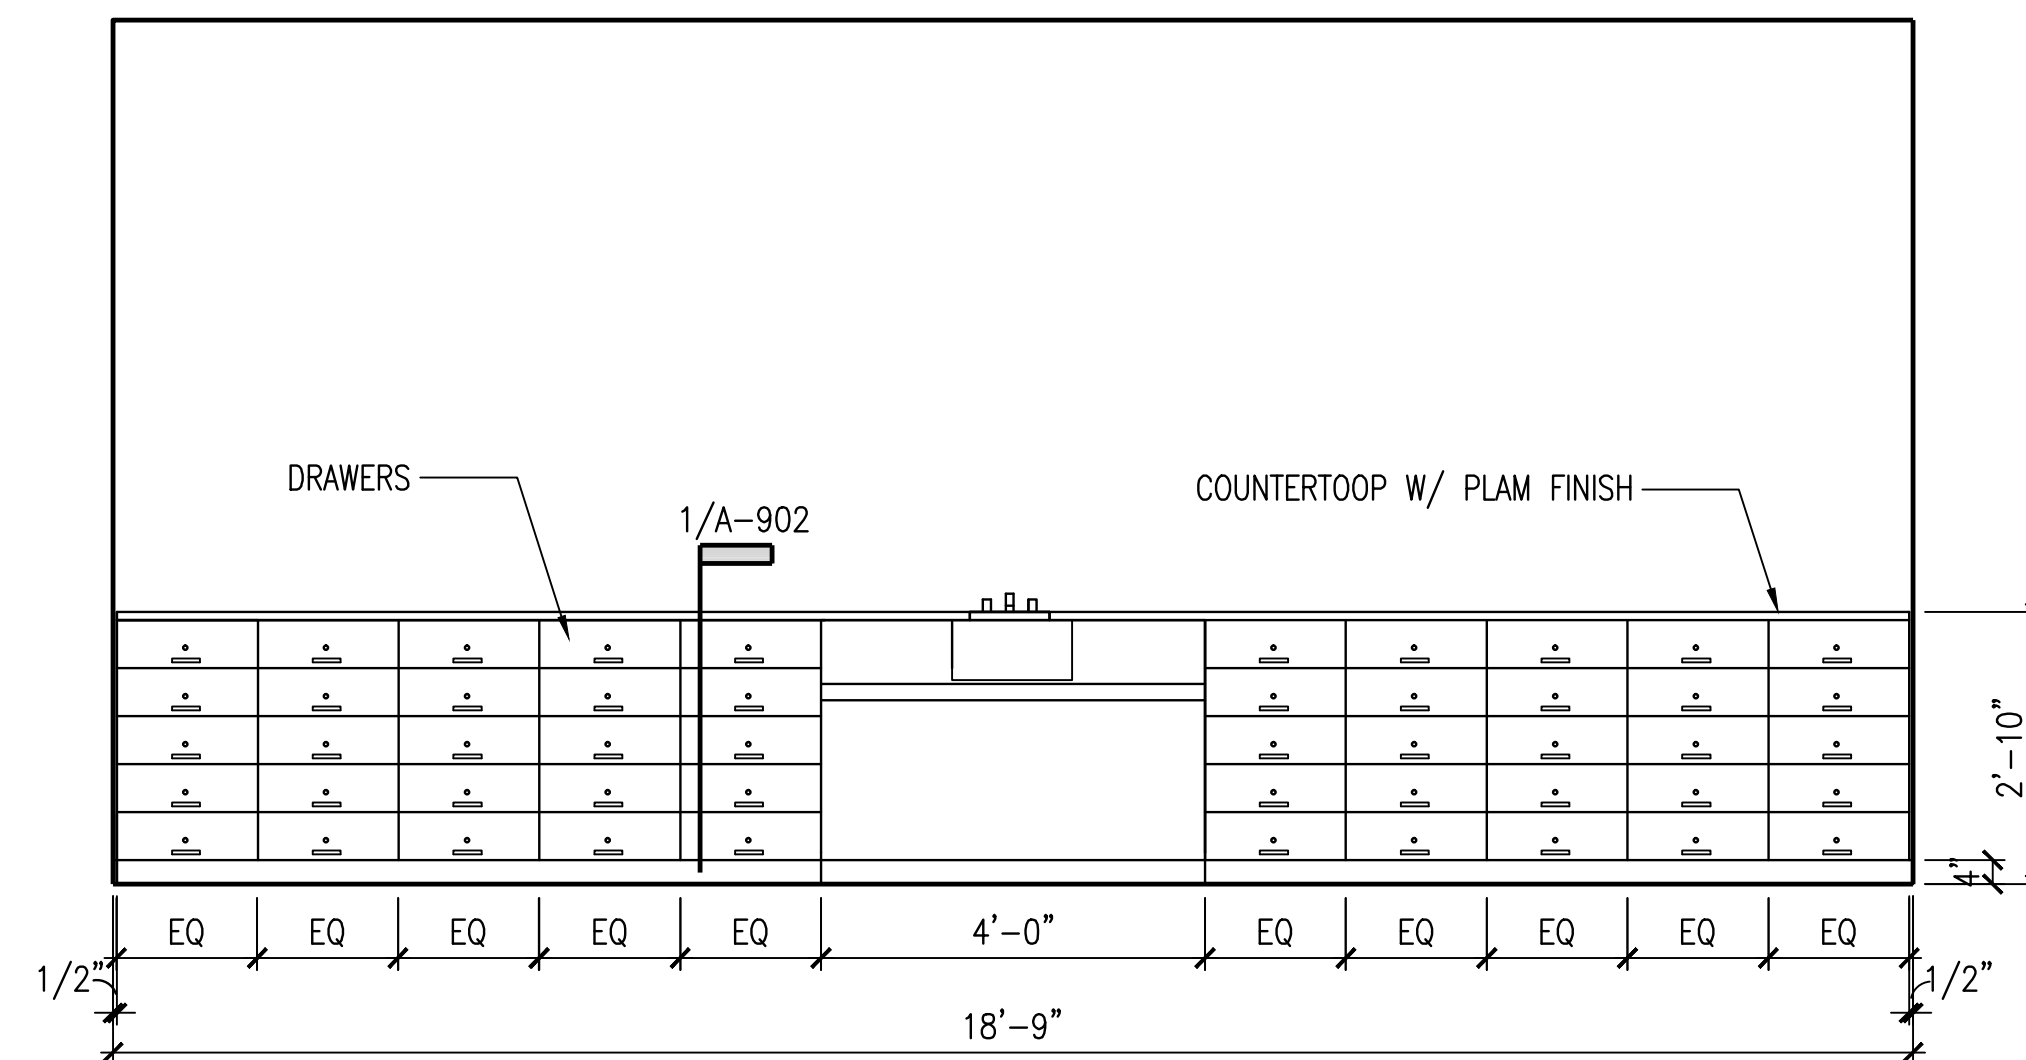 DRAWERS
COUNTERTOOP W/ PLAM FINISH
1/A-902
2'-10"
4"
EQ EQ EQ EQ EQ 4'-0" EQ EQ EQ EQ EQ
1/2" 1/2"
18'-9"